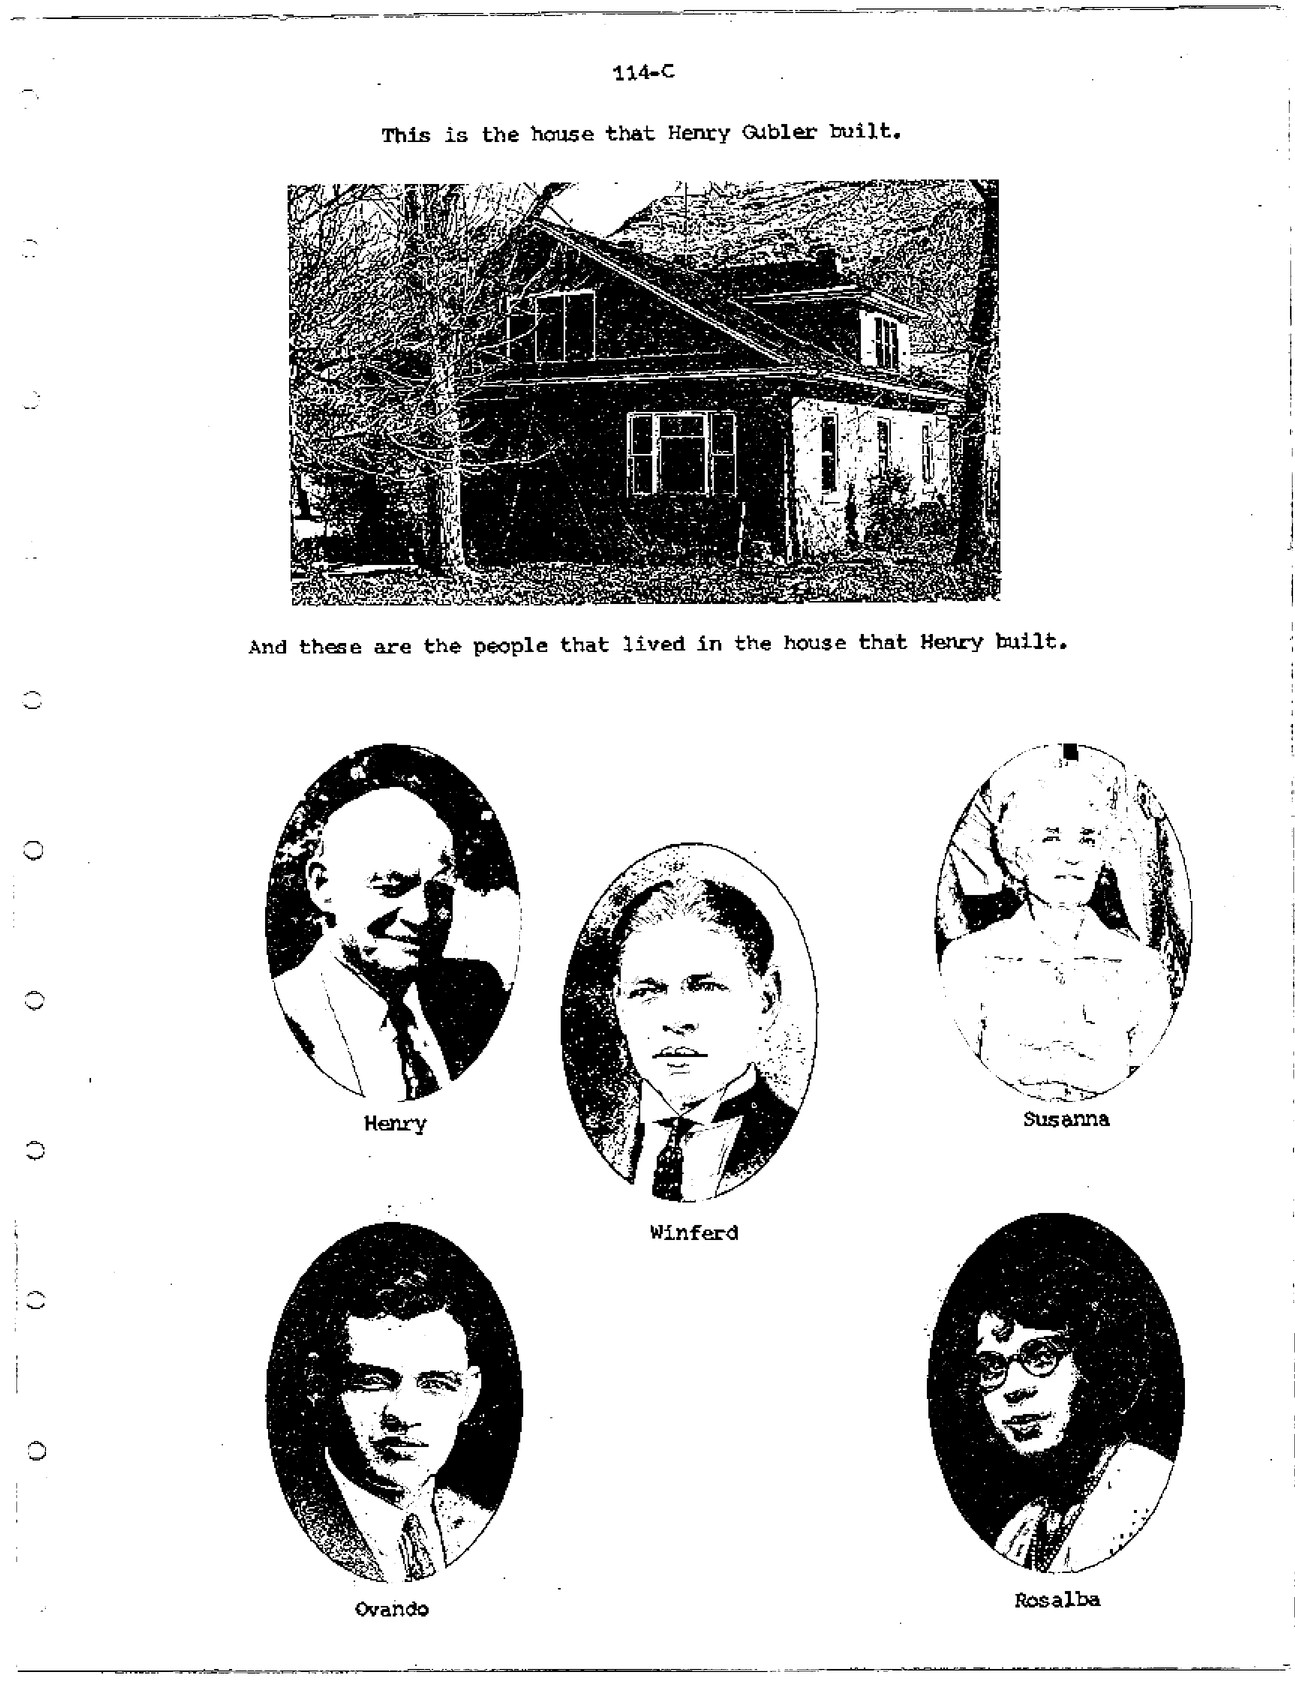 114-C
This is the house that Henry Gubler built.
And these are the people that lived in the house that Henry built.
Henry
Susanna
Winferd
Ovando
Rosalba